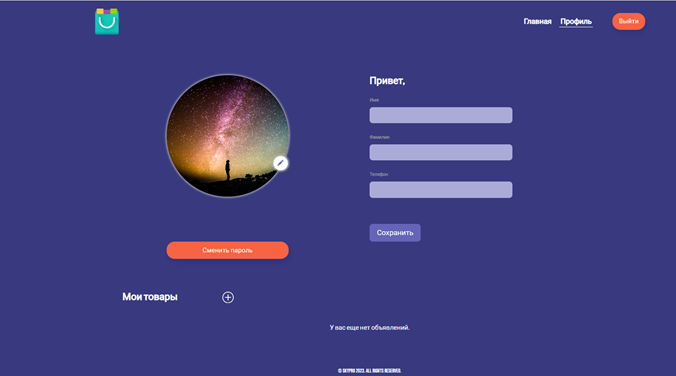 Главная
Профиль
Выйти
Привет,
Имя
Фамилия
Телефон
Сохранить
Сменить пароль
Мои товары
У вас еще нет объявлений.
© SKYPRO 2023. ALL RIGHTS RESERVED.